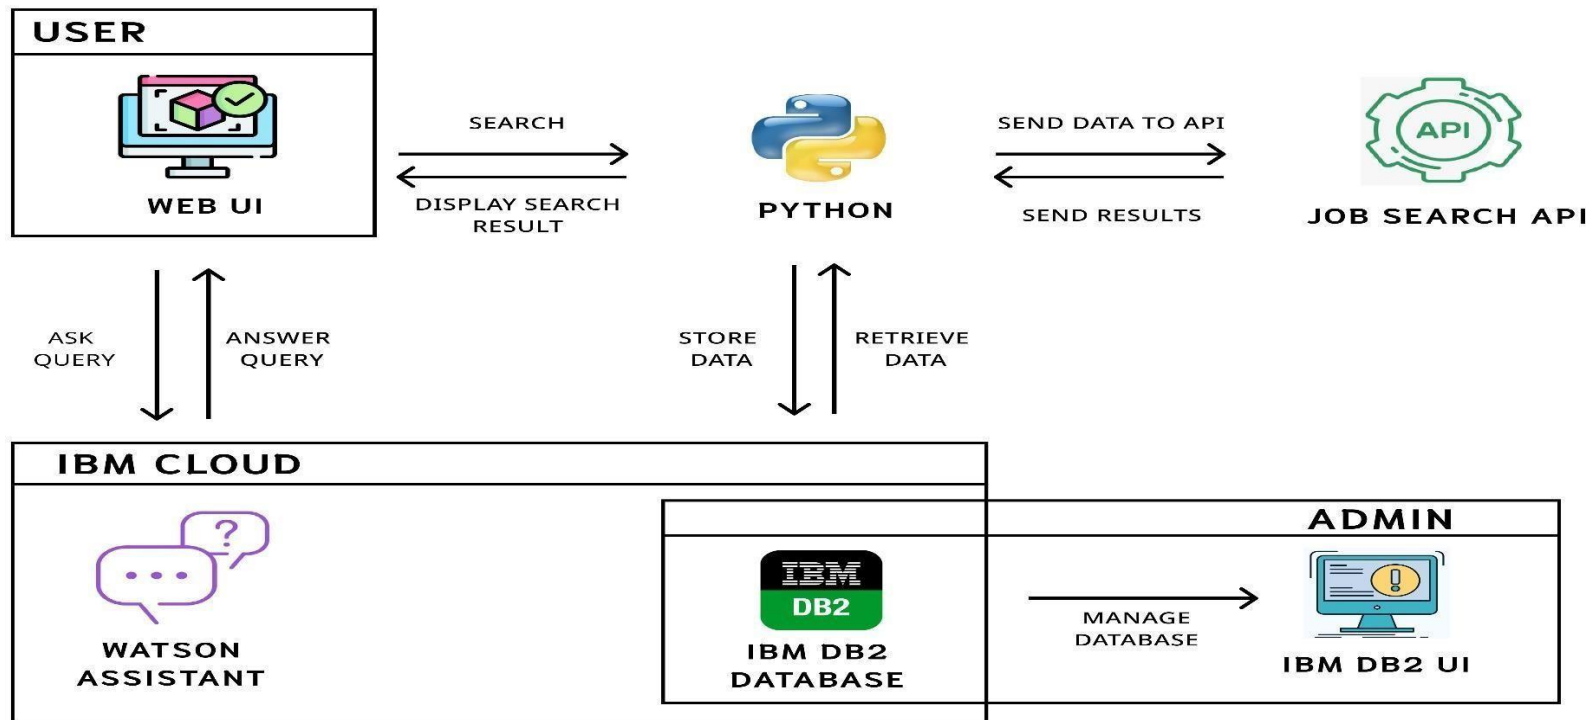 USER
WEB UI
SEARCH
DISPLAY SEARCH
RESULT
PYTHON
SEND DATA TO API
SEND RESULTS
API
JOB SEARCH API
ASK
QUERY
ANSWER
QUERY
STORE
DATA
RETRIEVE
DATA
IBM CLOUD
?
WATSON
ASSISTANT
IBM
DB2
IBM DB2
DATABASE
MANAGE
DATABASE
ADMIN
!
IBM DB2 UI